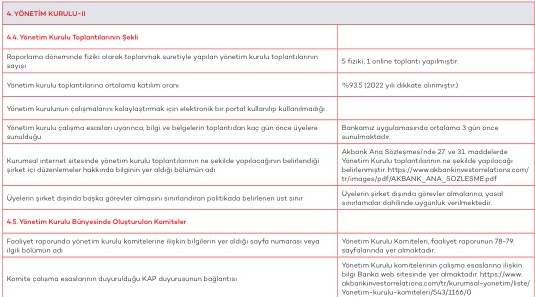 4. YÖNETİM KURULU-II
4.4. Yönetim Kurulu Toplantılarının Şekli
Raporlama döneminde fiziki olarak toplanmak suretiyle yapılan yönetim kurulu toplantılarının
sayısı
5 fiziki, 1 online toplantı yapılmıştır.
Yönetim kurulu toplantılarına ortalama katılım oranı
%93.5 (2022 yılı dikkate alınmıştır.)
Yönetim kurulunun çalışmalarını kolaylaştırmak için elektronik bir portal kullanılıp kullanılmadığı
Yönetim kurulu çalışma esasları uyarınca, bilgi ve belgelerin toplantıdan kaç gün önce üyelere
sunulduğu
Bankamız uygulamasında ortalama 3 gün önce
sunulmaktadır.
Kurumsal internet sitesinde yönetim kurulu toplantılarının ne şekilde yapılacağının belirlendiği
şirket içi düzenlemeler hakkında bilginin yer aldığı bölümün adı
Akbank Ana Sözleşmesi'nde 27. ve 31. maddelerde
Yönetim Kurulu toplantılarının ne şekilde yapılacağı
belirlenmiştir. https://www.akbankinvestorrelations.com/
tr/images/pdf/AKBANK_ANA_SOZLESME.pdf
Üyelerin şirket dışında başka görevler almasını sınırlandıran politikada belirlenen üst sınır
Üyelerin şirket dışında görevler almalarına, yasal
sınırlamalar dahilinde uygunluk verilmektedir.
4.5. Yönetim Kurulu Bünyesinde Oluşturulan Komiteler
Faaliyet raporunda yönetim kurulu komitelerine ilişkin bilgilerin yer aldığı sayfa numarası veya
ilgili bölümün adı
Yönetim Kurulu Komiteleri, faaliyet raporunun 78-79.
sayfalarında yer almaktadır.
Komite çalışma esaslarının duyurulduğu KAP duyurusunun bağlantısı
Yönetim Kurulu komitelerinin çalışma esaslarına ilişkin
bilgi Banka web sitesinde yer almaktadır. https://www.
akbankinvestorrelations.com/tr/kurumsal-yonetim/liste/
Yonetim-kurulu-komiteleri/543/1166/0